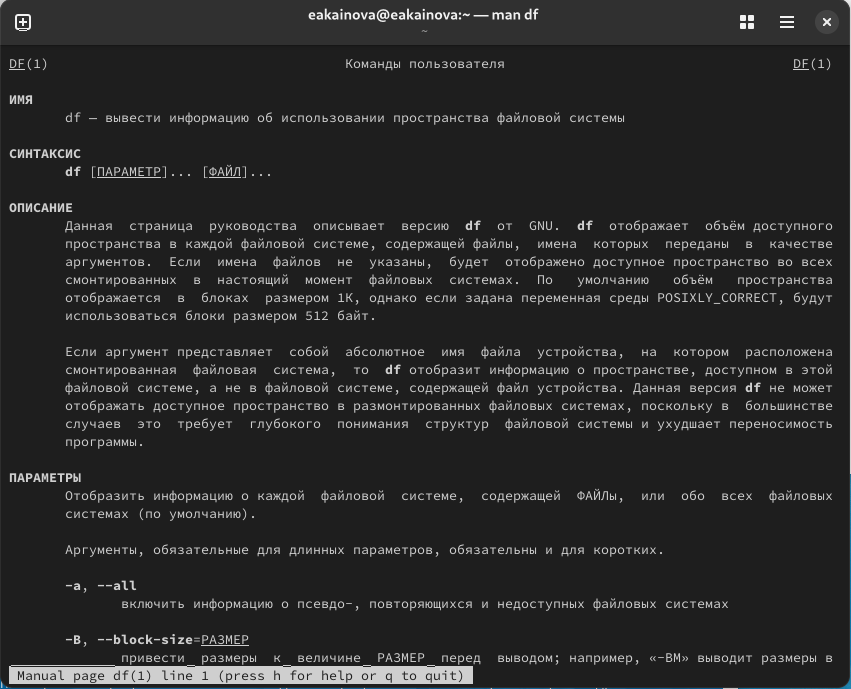 eakainova@eakainova:~ — man df
~
DF(1) Команды пользователя DF(1)
ИМЯ
df – вывести информацию об использовании пространства файловой системы
СИНТАКСИС
df [ПАРАМЕТР]... [ФАЙЛ]...
ОПИСАНИЕ
Данная страница руководства описывает версию df от GNU. df отображает объём доступного
пространства в каждой файловой системе, содержащей файлы, имена которых переданы в качестве
аргументов. Если имена файлов не указаны, будет отображено доступное пространство во всех
смонтированных в настоящий момент файловых системах. По умолчанию объём пространства
отображается в блоках размером 1K, однако если задана переменная среды POSIXLY_CORRECT, будут
использоваться блоки размером 512 байт.
Если аргумент представляет собой абсолютное имя файла устройства, на котором расположена
смонтированная файловая система, то df отобразит информацию о пространстве, доступном в этой
файловой системе, а не в файловой системе, содержащей файл устройства. Данная версия df не может
отображать доступное пространство в размонтированных файловых системах, поскольку в большинстве
случаев это требует глубокого понимания структур файловой системы и ухудшает переносимость
программы.
ПАРАМЕТРЫ
Отобразить информацию о каждой файловой системе, содержащей ФАЙЛы, или обо всех файловых
системах (по умолчанию).
Аргументы, обязательные для длинных параметров, обязательны и для коротких.
-a, --all
включить информацию о псевдо-, повторяющихся и недоступных файловых системах
-B, --block-size=РАЗМЕР
привести размеры к величине РАЗМЕР перед выводом; например, «-BM» выводит размеры в
Manual page df(1) line 1 (press h for help or q to quit)